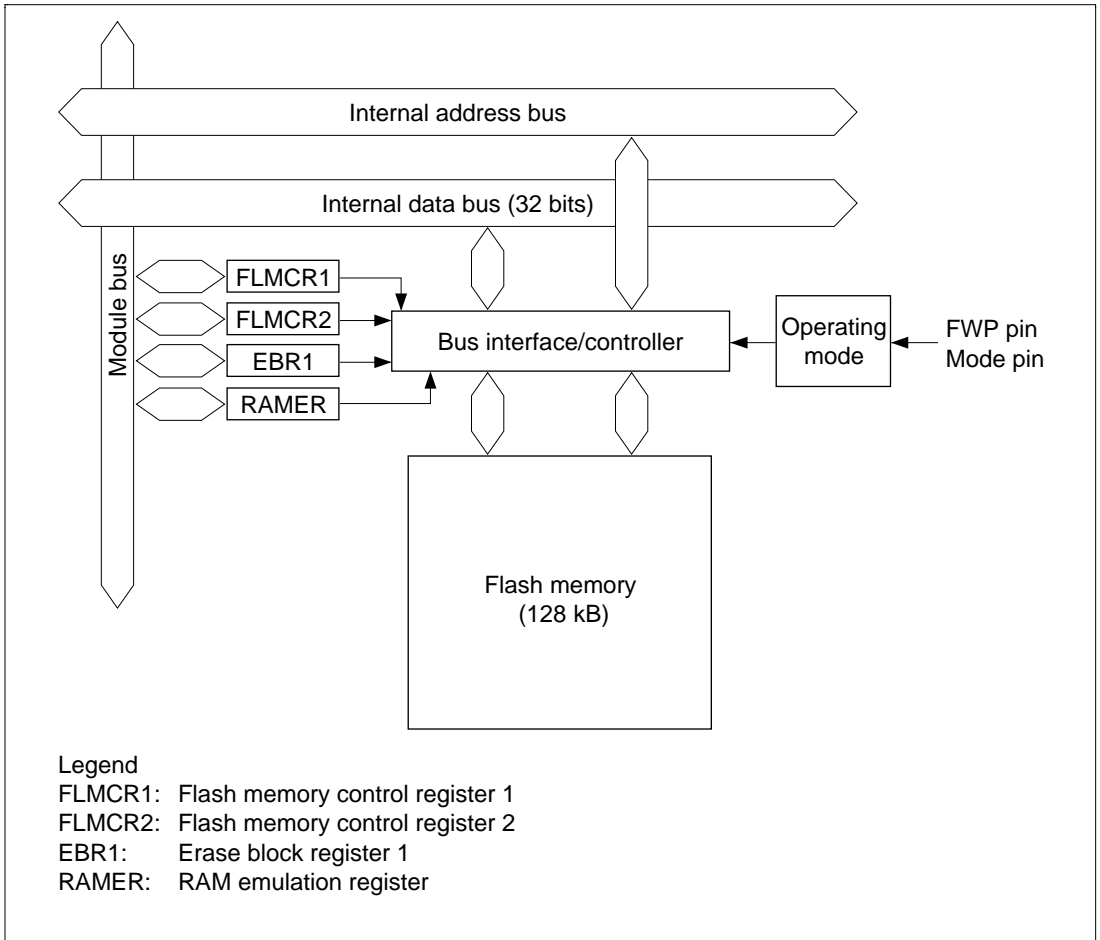 Internal address bus
Internal data bus (32 bits)
Module bus
FLMCR1
FLMCR2
EBR1
RAMER
Bus interface/controller
Operating
mode
FWP pin
Mode pin
Flash memory
(128 kB)
Legend
FLMCR1: Flash memory control register 1
FLMCR2: Flash memory control register 2
EBR1: Erase block register 1
RAMER: RAM emulation register